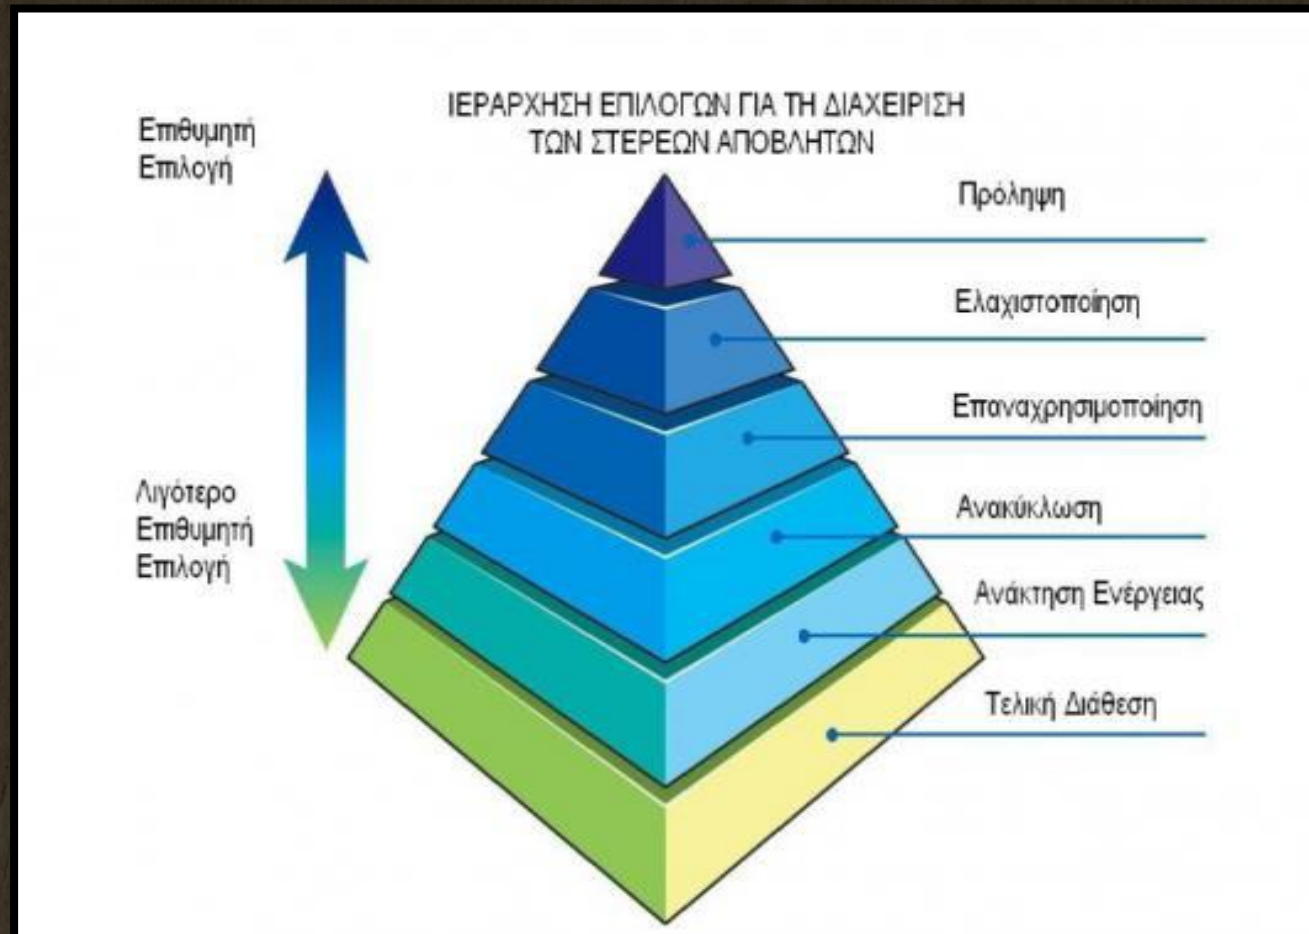 ΙΕΡΑΡΧΗΣΗ ΕΠΙΛΟΓΩΝ ΓΙΑ ΤΗ ΔΙΑΧΕΙΡΙΣΗ
ΤΩΝ ΣΤΕΡΕΩΝ ΑΠΟΒΛΗΤΩΝ
Επιθυμητή
Επιλογή
Λιγότερο
Επιθυμητή
Επιλογή
Πρόληψη
Ελαχιστοποίηση
Επαναχρησιμοποίηση
Ανακύκλωση
Ανάκτηση Ενέργειας
Τελική Διάθεση